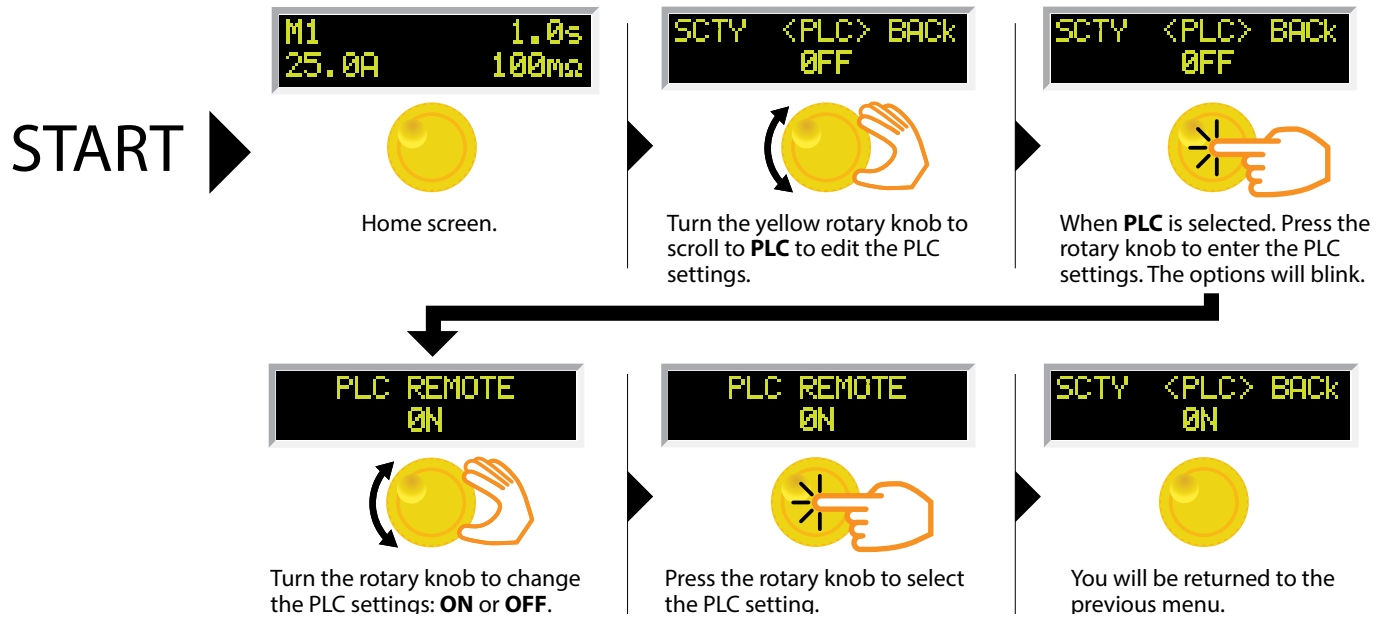 START
M1 1.0s
25.0A 100mΩ
Home screen.
SCTY <PLC> BACK
0FF
Turn the yellow rotary knob to
scroll to PLC to edit the PLC
settings.
SCTY <PLC> BACK
0FF
When PLC is selected. Press the
rotary knob to enter the PLC
settings. The options will blink.
PLC REMOTE
0N
Turn the rotary knob to change
the PLC settings: ON or OFF.
PLC REMOTE
0N
Press the rotary knob to select
the PLC setting.
SCTY <PLC> BACK
0N
You will be returned to the
previous menu.